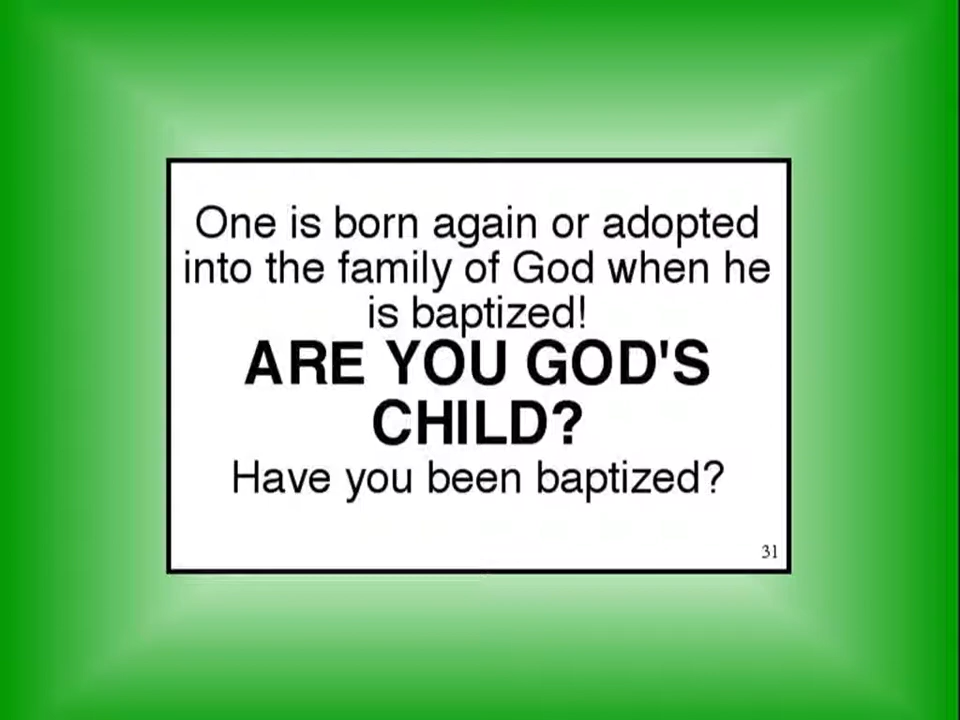 One is born again or adopted
into the family of God when he
is baptized!
ARE YOU GOD'S
CHILD?
Have you been baptized?
31